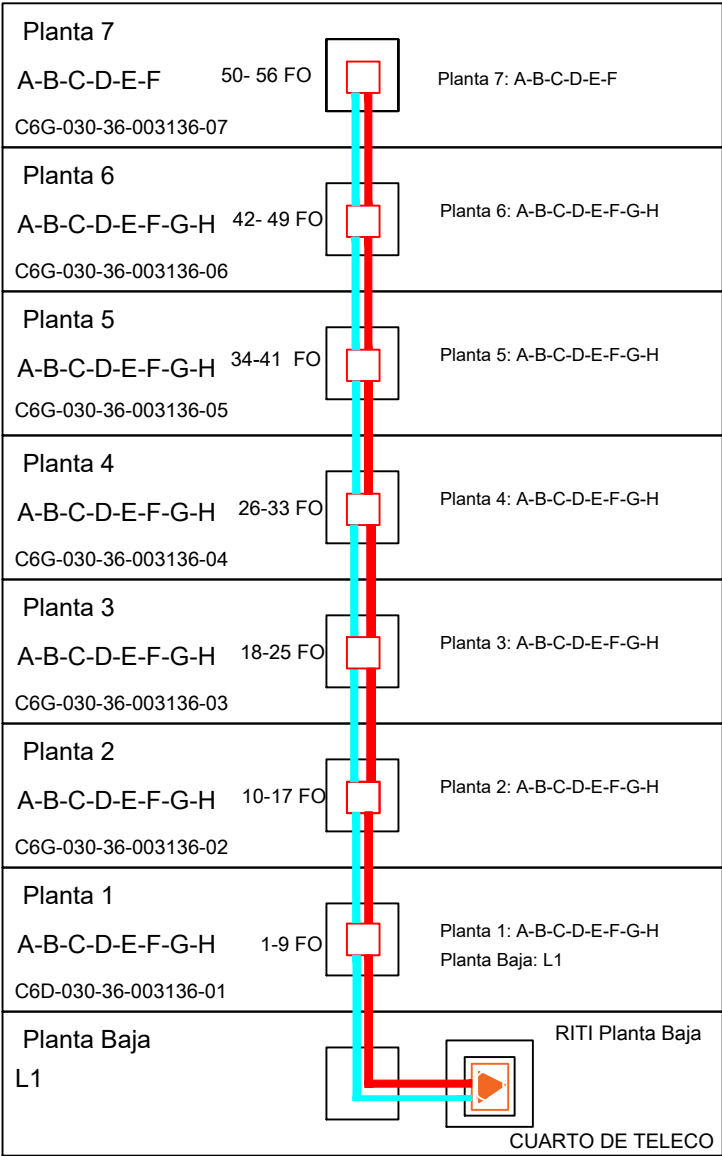 Planta 7
A-B-C-D-E-F
50- 56 FO
Planta 7: A-B-C-D-E-F
C6G-030-36-003136-07
Planta 6
A-B-C-D-E-F-G-H
42- 49 FO
Planta 6: A-B-C-D-E-F-G-H
C6G-030-36-003136-06
Planta 5
A-B-C-D-E-F-G-H
34-41 FO
Planta 5: A-B-C-D-E-F-G-H
C6G-030-36-003136-05
Planta 4
A-B-C-D-E-F-G-H
26-33 FO
Planta 4: A-B-C-D-E-F-G-H
C6G-030-36-003136-04
Planta 3
A-B-C-D-E-F-G-H
18-25 FO
Planta 3: A-B-C-D-E-F-G-H
C6G-030-36-003136-03
Planta 2
A-B-C-D-E-F-G-H
10-17 FO
Planta 2: A-B-C-D-E-F-G-H
C6G-030-36-003136-02
Planta 1
A-B-C-D-E-F-G-H
1-9 FO
Planta 1: A-B-C-D-E-F-G-H
Planta Baja: L1
C6D-030-36-003136-01
Planta Baja
L1
RITI Planta Baja
CUARTO DE TELECO